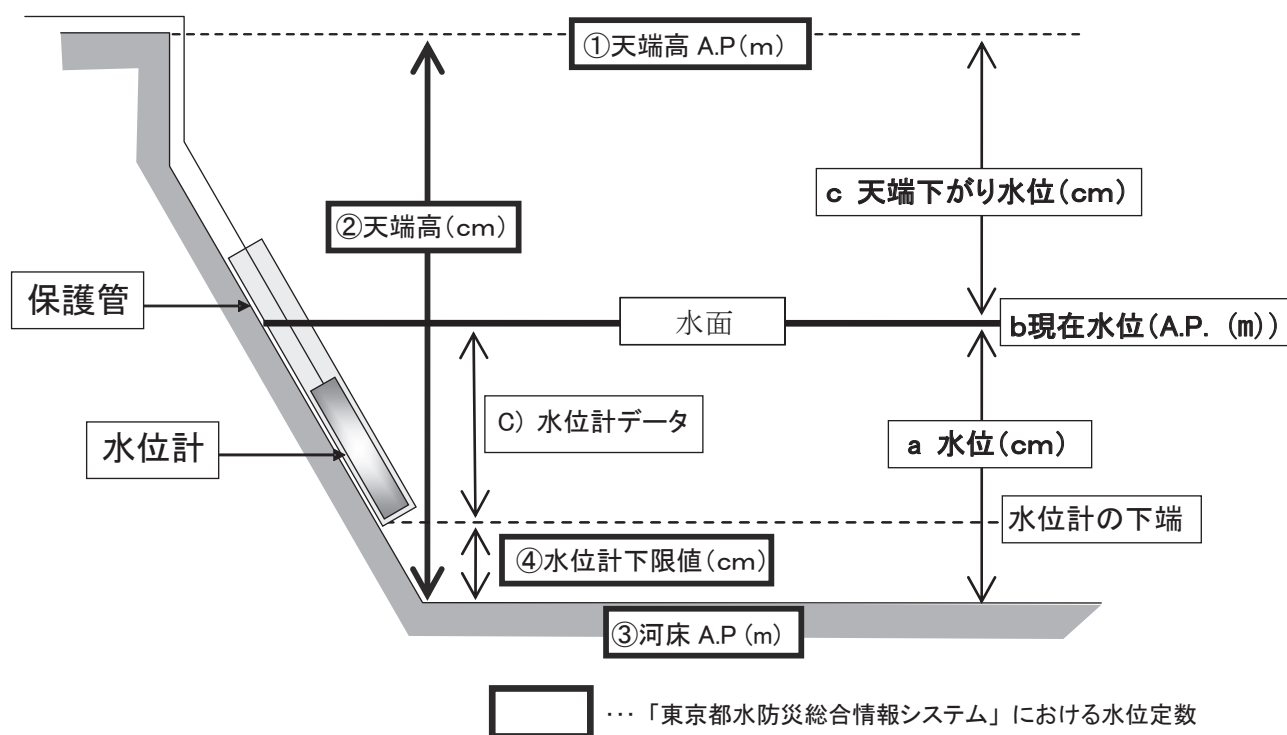 ①天端高 A.P(m)
c 天端下がり水位(cm)
②天端高(cm)
保護管
水面
b現在水位(A.P. (m))
C) 水位計データ
水位計
a 水位(cm)
水位計の下端
④水位計下限値(cm)
③河床 A.P (m)
… 「東京都水防災総合情報システム」 における水位定数